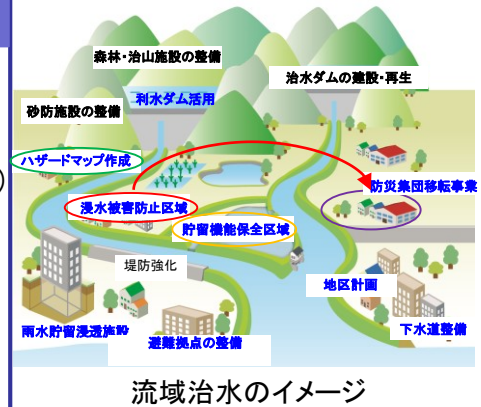 森林・治山施設の整備
治水ダムの建設・再生
利水ダム活用
砂防施設の整備
ハザードマップ作成
)
防災集団移転事業
浸水被害防止区域
貯留機能保全区域
堤防強化
地区計画
雨水貯留浸透施設
避難拠点の整備
下水道整備
流域治水のイメージ